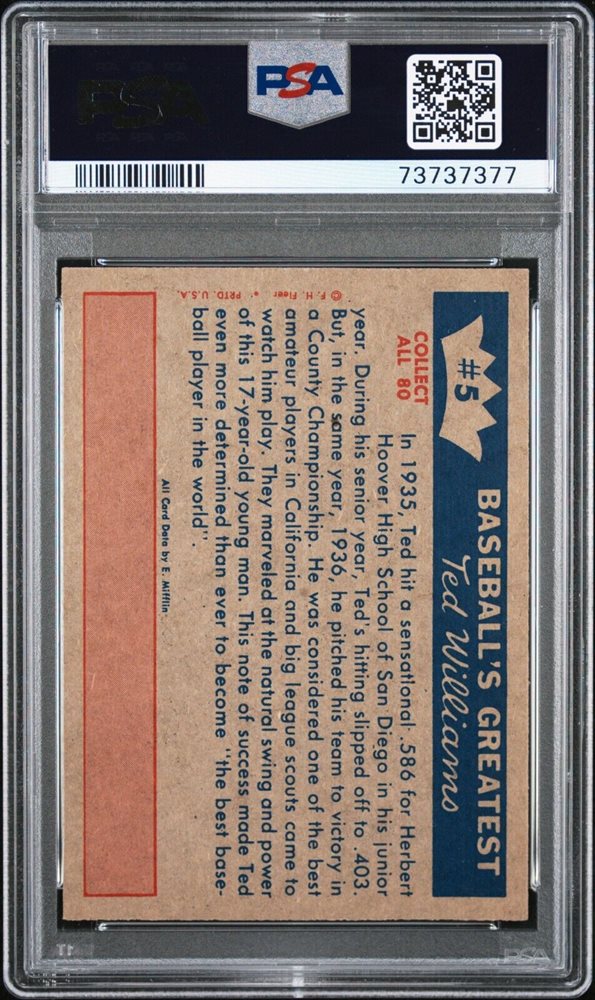 PSA
PSA
73737377
#5
BASEBALL'S GREATEST
Ted Williams
COLLECT
ALL 80
In 1935, Ted hit a sensational .586 for Herbert
Hoover High School of San Diego in his junior
year. During his senior year, Ted's hitting slipped off to .403.
But, in the same year, 1936, he pitched his team to victory in
a County Championship. He was considered one of the best
amateur players in California and big league scouts came to
watch him play. They marveled at the natural swing and power
of this 17-year-old young man. This note of success made Ted
even more determined than ever to become "the best base-
ball player in the world".
All Card Data by E. Mifflin
© F. H. Fleer • PRTD. U.S.A.
PSA